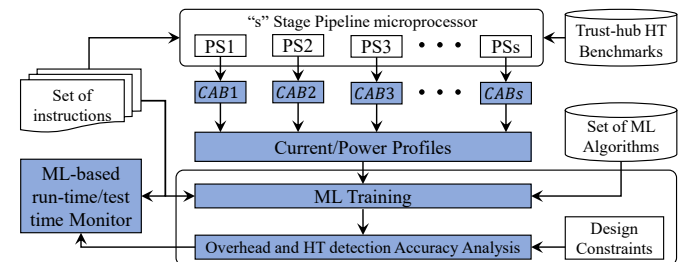 “s” Stage Pipeline microprocessor
PS1 PS2 PS3 • • • PSs
Trust-hub HT
Benchmarks
Set of
instructions
CAB1 CAB2 CAB3 • • • CABs
Current/Power Profiles
Set of ML
Algorithms
ML-based
run-time/test
time Monitor
ML Training
Overhead and HT detection Accuracy Analysis
Design
Constraints